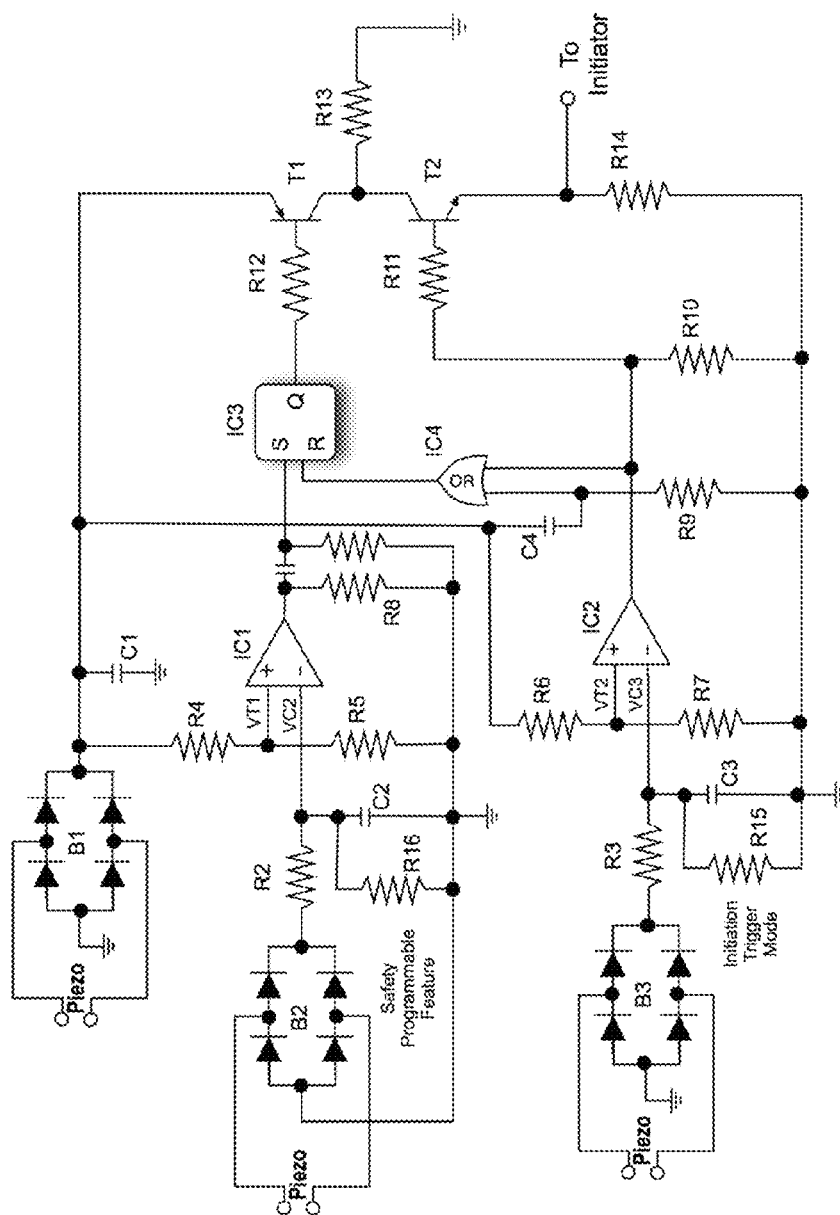 Piezo
B1
C1
R4
VT1
VC2
+
-
IC1
R5
R8
C2
R2
R16
Safety
Programmable
Feature
B2
Piezo
IC3
S
R
Q
R12
T1
R13
T2
R11
To
Initiator
R14
R10
IC4
OR
C4
R9
R6
VT2
VC3
+
-
IC2
R7
C3
R3
R15
Initiation
Trigger
Mode
B3
Piezo